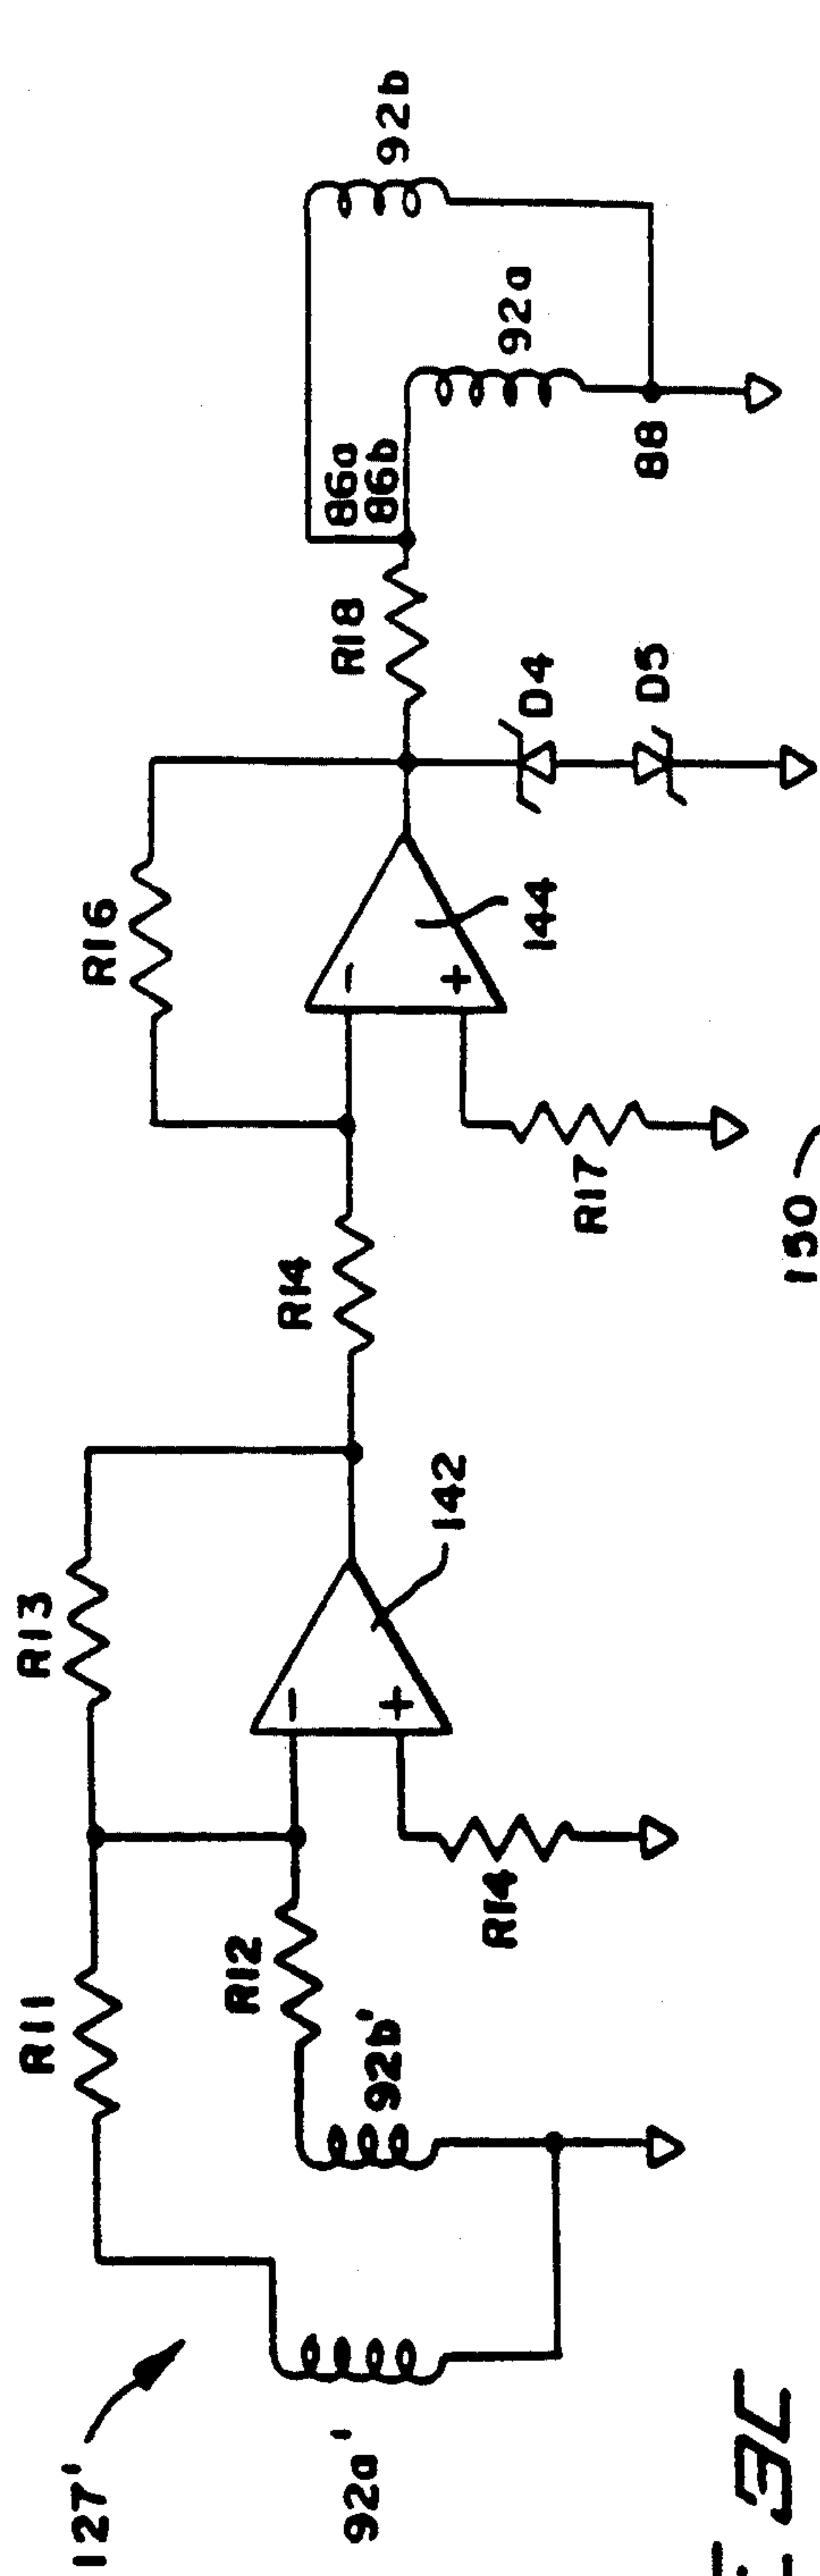 127'
92a'
R11
R12
92b'
R13
-
+
R14
142
R14
R16
-
+
R17
144
R18
D4
D5
86a
86b
92a
92b
88
150
3C